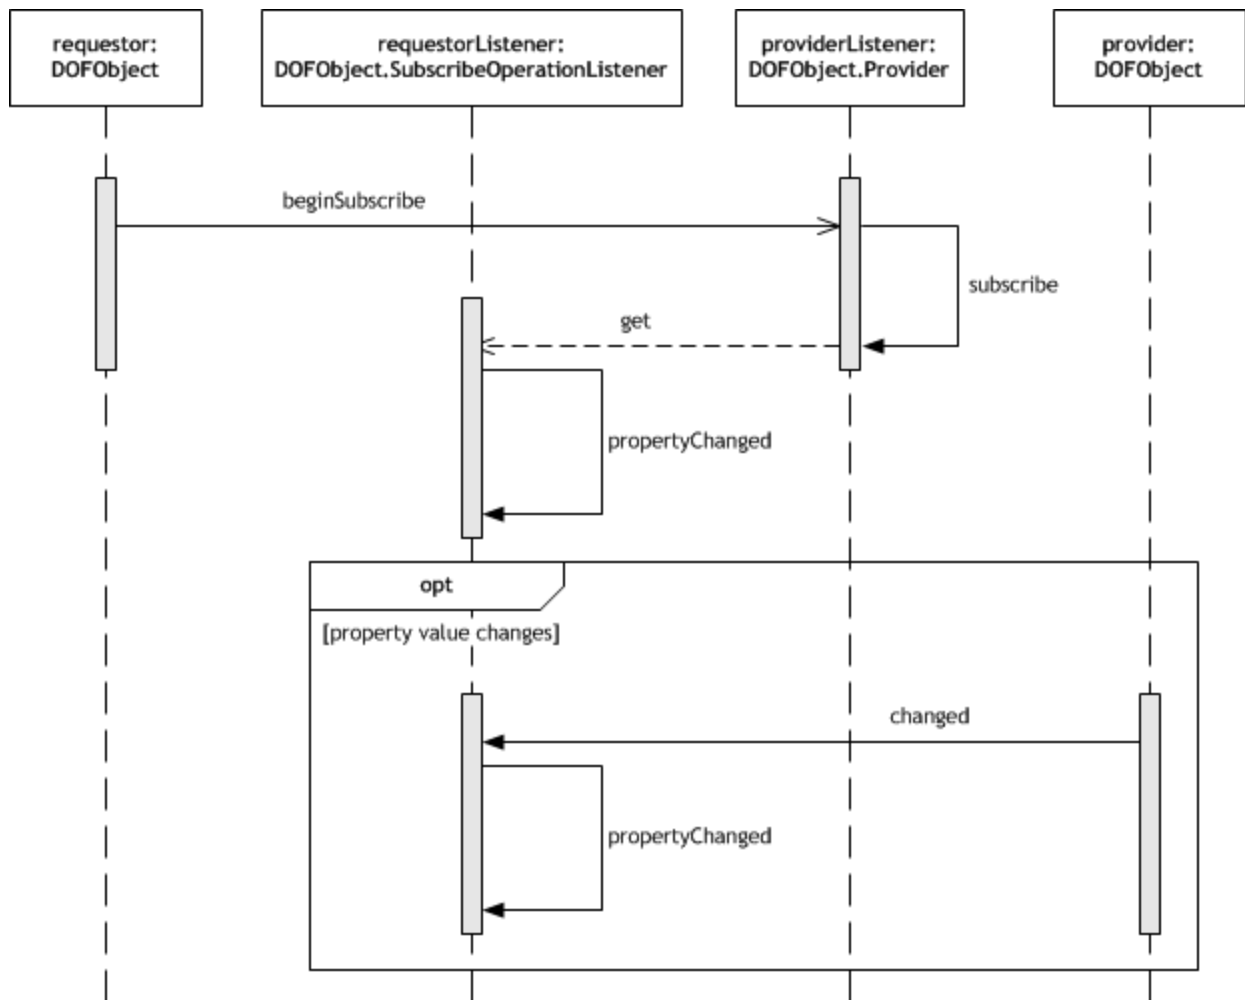 requestor:
DOFObject
requestorListener:
DOFObject.SubscribeOperationListener
providerListener:
DOFObject.Provider
provider:
DOFObject
beginSubscribe
subscribe
get
propertyChanged
opt
[property value changes]
changed
propertyChanged